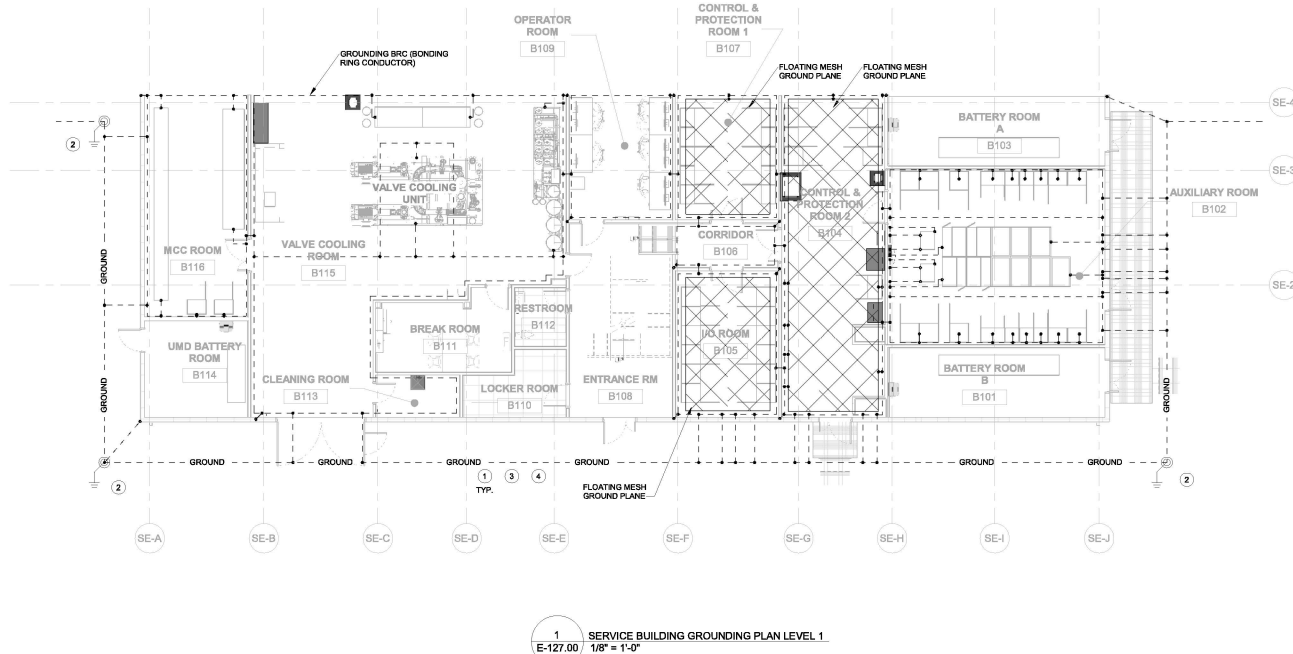 CONTROL &
PROTECTION
ROOM 1
B107
OPERATOR
ROOM
B109
GROUNDING BRC (BONDING
RING CONDUCTOR)
FLOATING MESH
GROUND PLANE
FLOATING MESH
GROUND PLANE
SE-4
BATTERY ROOM
A
B103
2
SE-3
VALVE COOLING
UNIT
CONTROL &
PROTECTION
ROOM 2
B104
AUXILIARY ROOM
B102
CORRIDOR
B106
MCC ROOM
B116
VALVE COOLING
ROOM
B115
GROUND
SE-2
RESTROOM
B112
BREAK ROOM
B111
I/O ROOM
B105
UMD BATTERY
ROOM
B114
BATTERY ROOM
B
B101
CLEANING ROOM
B113
LOCKER ROOM
B110
ENTRANCE RM
B108
GROUND
GROUND
GROUND
GROUND
GROUND
GROUND
GROUND
GROUND
1
TYP.
3
4
2
2
FLOATING MESH
GROUND PLANE
SE-A
SE-B
SE-C
SE-D
SE-E
SE-F
SE-G
SE-H
SE-I
SE-J
1
E-127.00
SERVICE BUILDING GROUNDING PLAN LEVEL 1
1/8" = 1'-0"